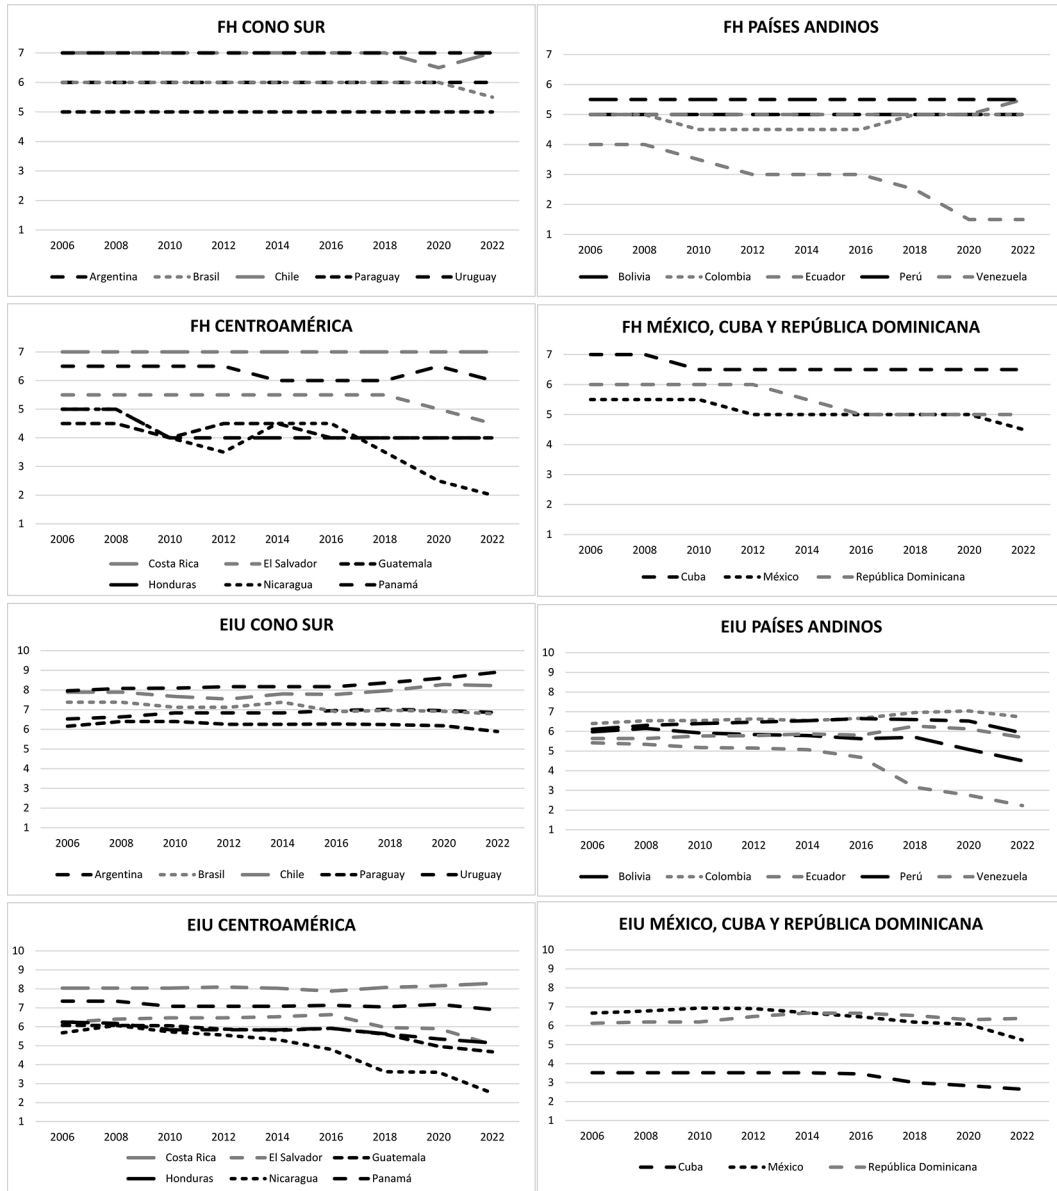 FH CONO SUR
7
6
5
4
3
2
1
2006 2008 2010 2012 2014 2016 2018 2020 2022
Argentina Brasil Chile Paraguay Uruguay
FH PAÍSES ANDINOS
7
6
5
4
3
2
1
2006 2008 2010 2012 2014 2016 2018 2020 2022
Bolivia Colombia Ecuador Perú Venezuela
FH CENTROAMÉRICA
7
6
5
4
3
2
1
2006 2008 2010 2012 2014 2016 2018 2020 2022
Costa Rica El Salvador Guatemala
Honduras Nicaragua Panamá
FH MÉXICO, CUBA Y REPÚBLICA DOMINICANA
7
6
5
4
3
2
1
2006 2008 2010 2012 2014 2016 2018 2020 2022
Cuba México República Dominicana
EIU CONO SUR
10
9
8
7
6
5
4
3
2
1
2006 2008 2010 2012 2014 2016 2018 2020 2022
Argentina Brasil Chile Paraguay Uruguay
EIU PAÍSES ANDINOS
10
9
8
7
6
5
4
3
2
1
2006 2008 2010 2012 2014 2016 2018 2020 2022
Bolivia Colombia Ecuador Perú Venezuela
EIU CENTROAMÉRICA
10
9
8
7
6
5
4
3
2
1
2006 2008 2010 2012 2014 2016 2018 2020 2022
Costa Rica El Salvador Guatemala
Honduras Nicaragua Panamá
EIU MÉXICO, CUBA Y REPÚBLICA DOMINICANA
10
9
8
7
6
5
4
3
2
1
2006 2008 2010 2012 2014 2016 2018 2020 2022
Cuba México República Dominicana